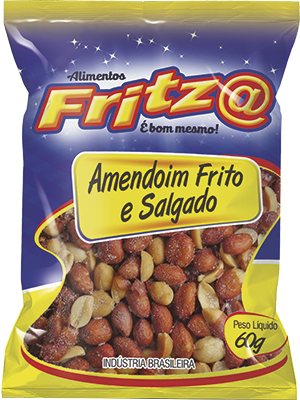 Alimentos
Fritz@
É bom mesmo!
Amendoim Frito
e Salgado
Peso Líquido
60g
INDÚSTRIA BRASILEIRA